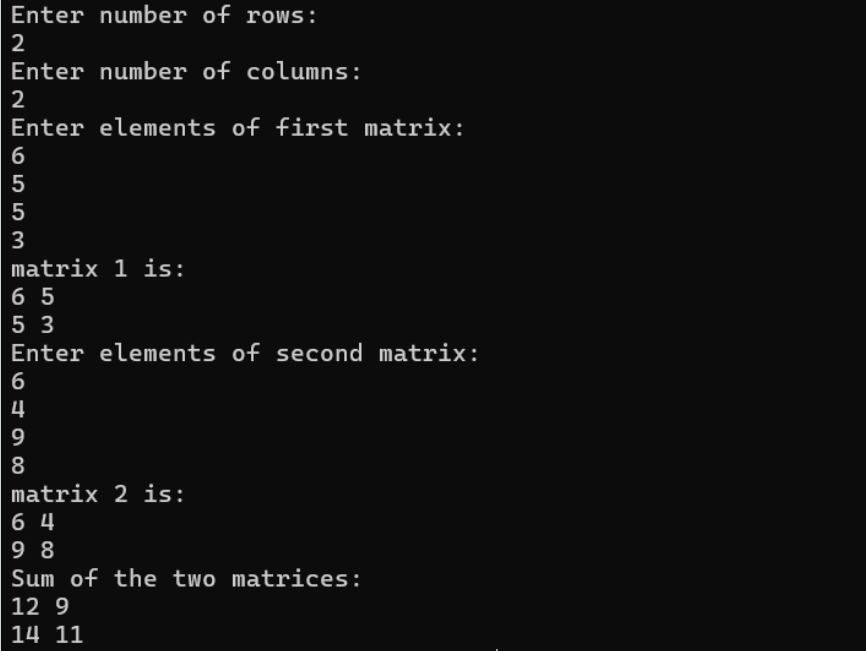 Enter number of rows:
2
Enter number of columns:
2
Enter elements of first matrix:
6
5
5
3
matrix 1 is:
6 5
5 3
Enter elements of second matrix:
6
4
9
8
matrix 2 is:
6 4
9 8
Sum of the two matrices:
12 9
14 11